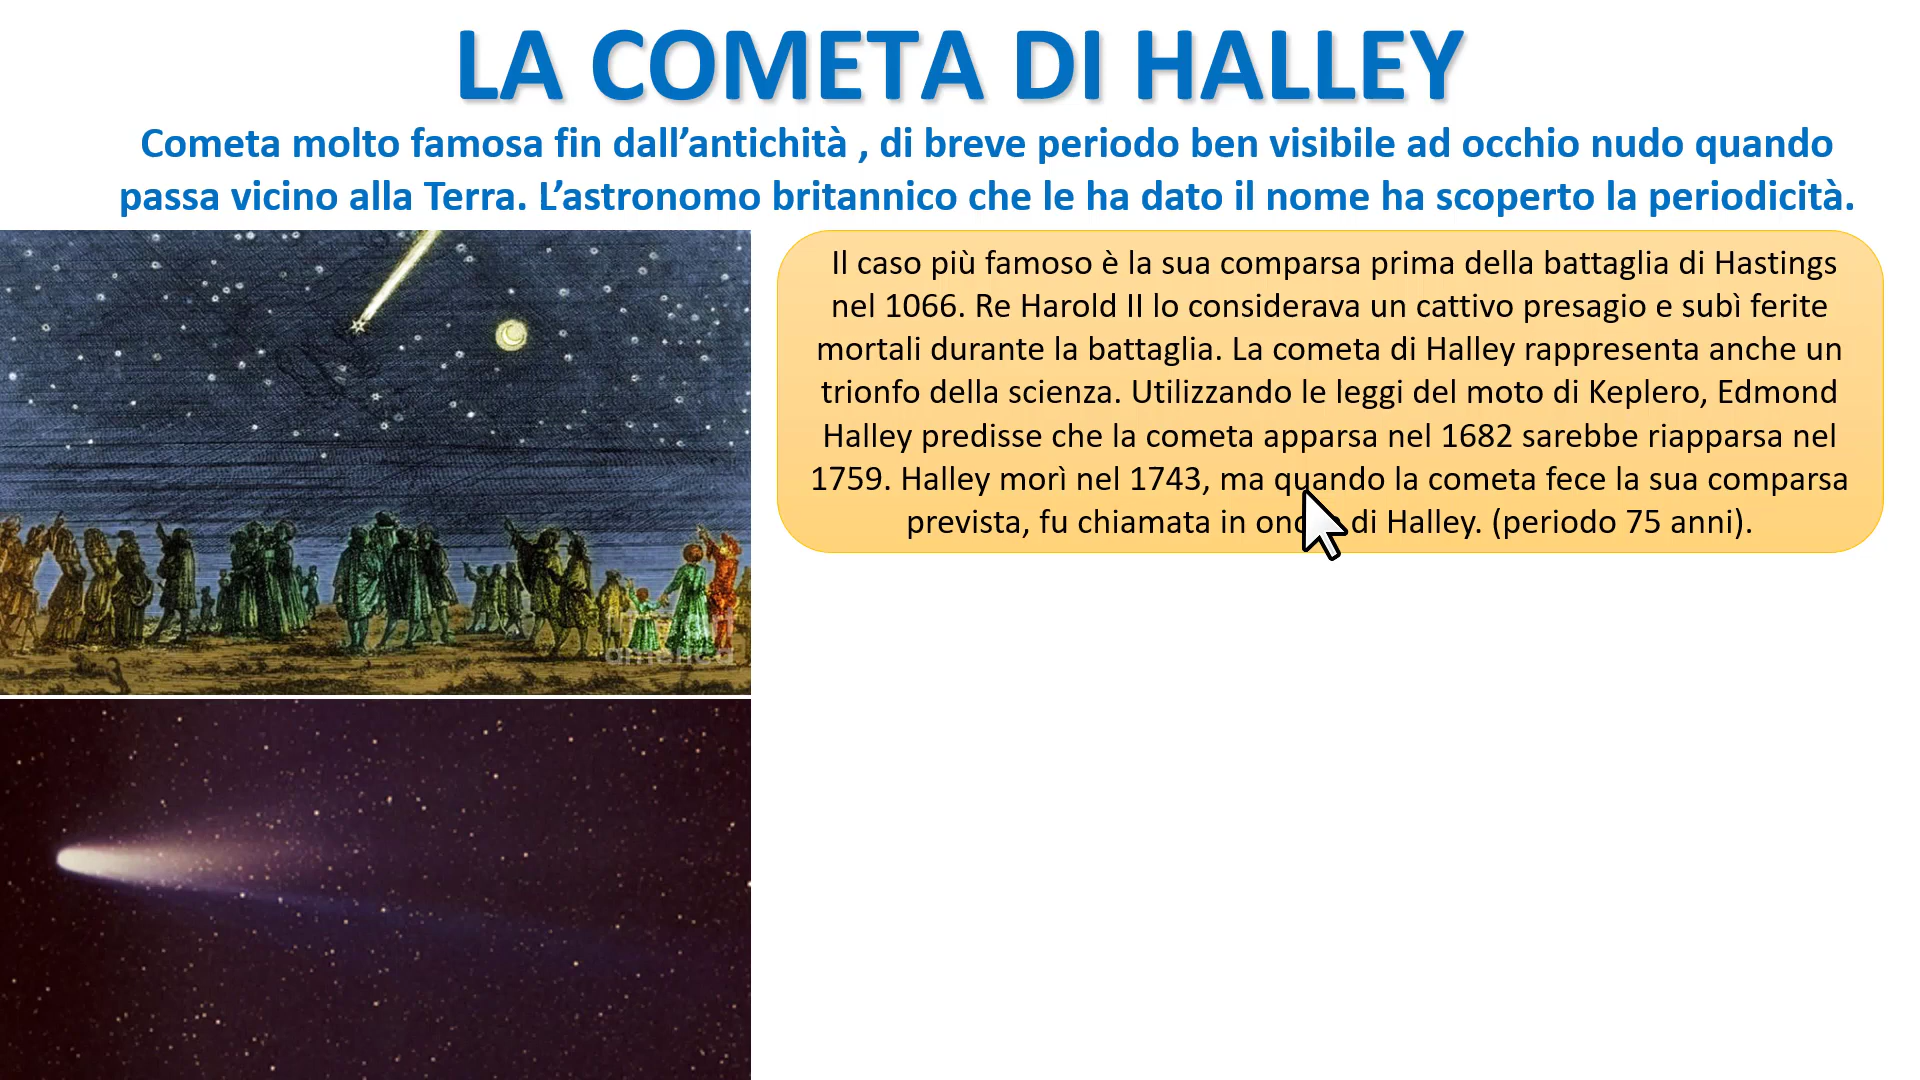 LA COMETA DI HALLEY
Cometa molto famosa fin dall’antichità , di breve periodo ben visibile ad occhio nudo quando
passa vicino alla Terra. L’astronomo britannico che le ha dato il nome ha scoperto la periodicità.
Il caso più famoso è la sua comparsa prima della battaglia di Hastings
nel 1066. Re Harold II lo considerava un cattivo presagio e subì ferite
mortali durante la battaglia. La cometa di Halley rappresenta anche un
trionfo della scienza. Utilizzando le leggi del moto di Keplero, Edmond
Halley predisse che la cometa apparsa nel 1682 sarebbe riapparsa nel
1759. Halley morì nel 1743, ma quando la cometa fece la sua comparsa
prevista, fu chiamata in di Halley. (periodo 75 anni).
america